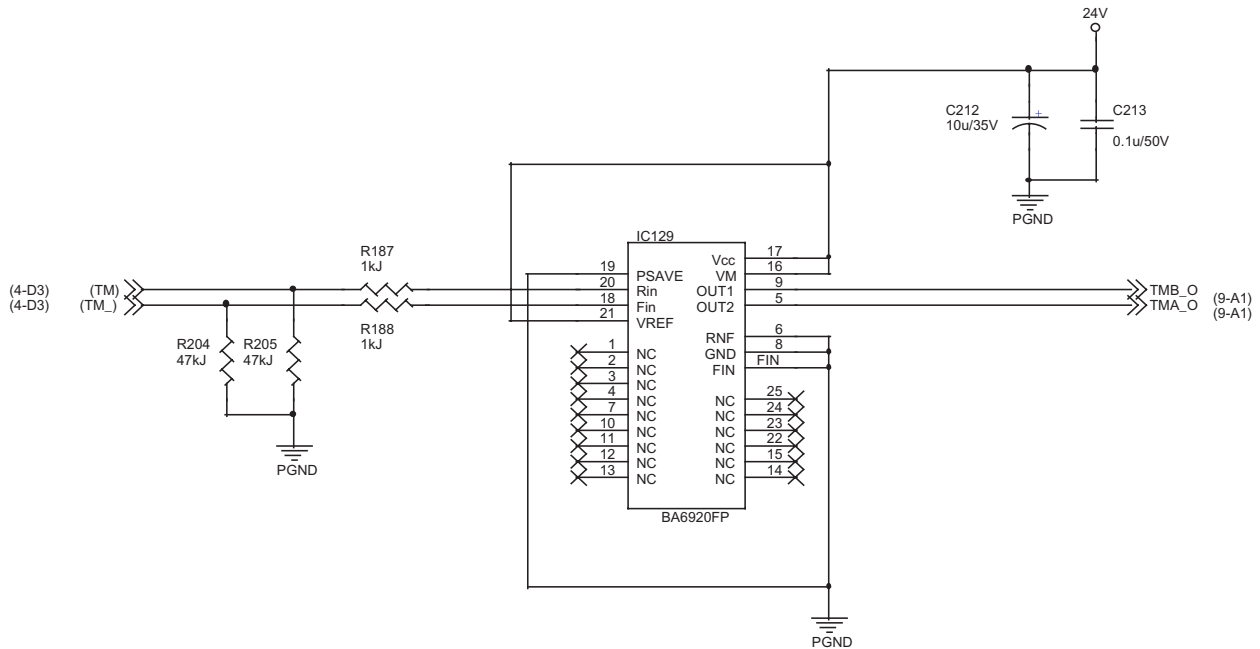 24V
C212
10u/35V
C213
0.1u/50V
PGND
IC129
R187
1kJ
(4-D3) (TM)
(4-D3) (TM_)
R188
1kJ
R204
47kJ
R205
47kJ
PGND
19 PSAVE
20 Rin
18 Fin
21 VREF
1 NC
2 NC
3 NC
4 NC
7 NC
10 NC
11 NC
12 NC
13 NC
Vcc 17
VM 16
OUT1 9
OUT2 5
RNF 6
GND 8
FIN FIN
NC 25
NC 24
NC 23
NC 22
NC 15
NC 14
BA6920FP
TMB_O (9-A1)
TMA_O (9-A1)
PGND